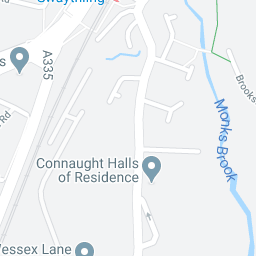 Swaythling
A335
Brooks
Monks Brook
Rd
Connaught Halls
of Residence
Wessex Lane